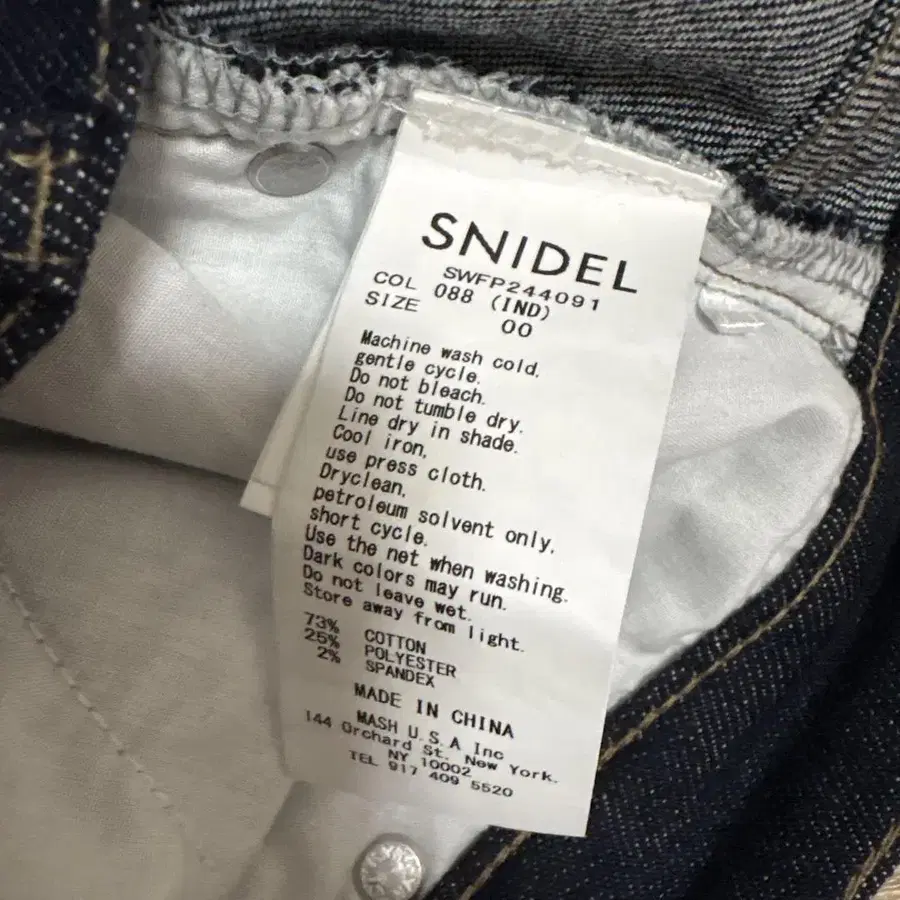 SNIDEL
SWFP244091
COL 088 (IND)
SIZE 00
Machine wash cold,
gentle cycle.
Do not bleach.
Do not tumble dry.
Line dry in shade.
Cool iron,
use press cloth.
Dryclean,
petroleum solvent only,
short cycle.
Use the net when washing.
Dark colors may run.
Do not leave wet.
Store away from light.
73% COTTON
25% POLYESTER
2% SPANDEX
MADE IN CHINA
MASH U.S.A Inc
144 Orchard St. New York.
NY 10002
TEL 917 409 5520